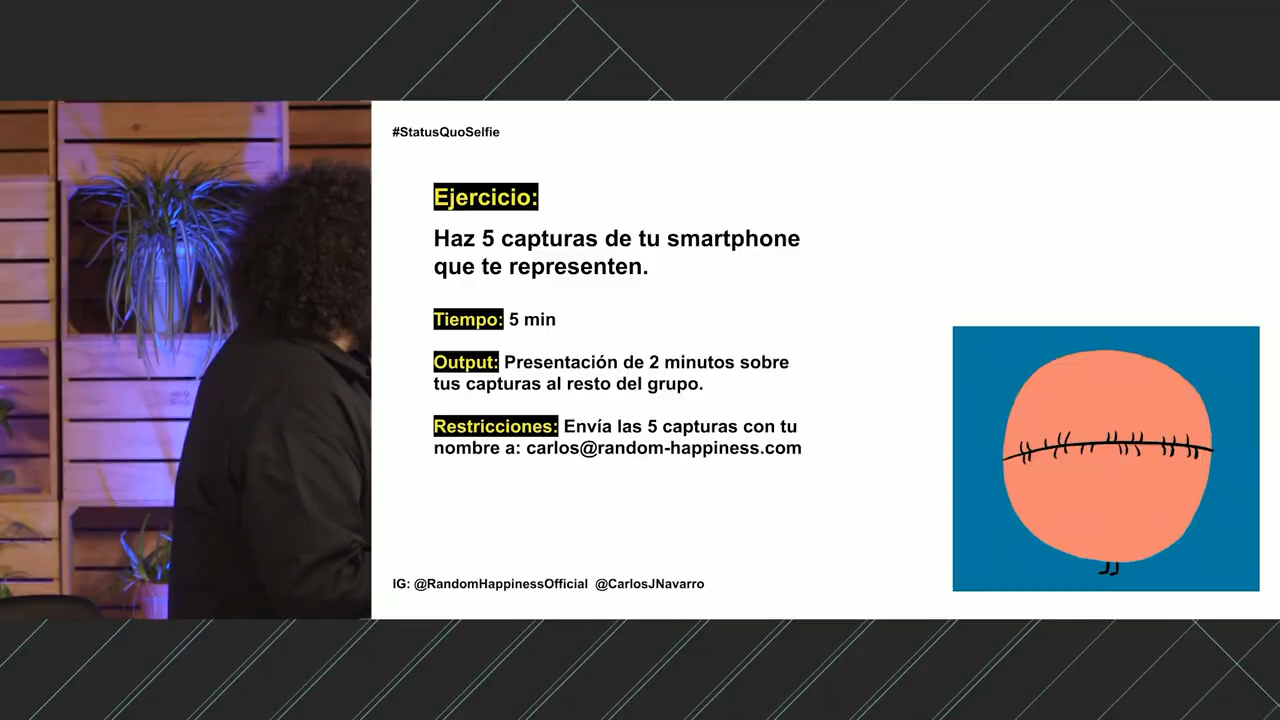 #StatusQuoSelfie
Ejercicio:
Haz 5 capturas de tu smartphone
que te representen.
Tiempo: 5 min
Output: Presentación de 2 minutos sobre
tus capturas al resto del grupo.
Restricciones: Envía las 5 capturas con tu
nombre a: carlos@random-happiness.com
IG: @RandomHappinessOfficial @CarlosJNavarro